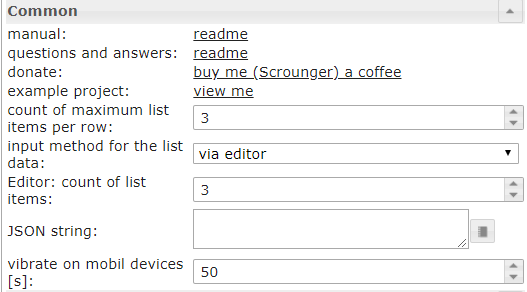 Common
manual: readme
questions and answers: readme
donate: buy me (Scrounger) a coffee
example project: view me
count of maximum list
items per row: 3
input method for the list
data: via editor
Editor: count of list
items: 3
JSON string:
vibrate on mobil devices
[s]: 50